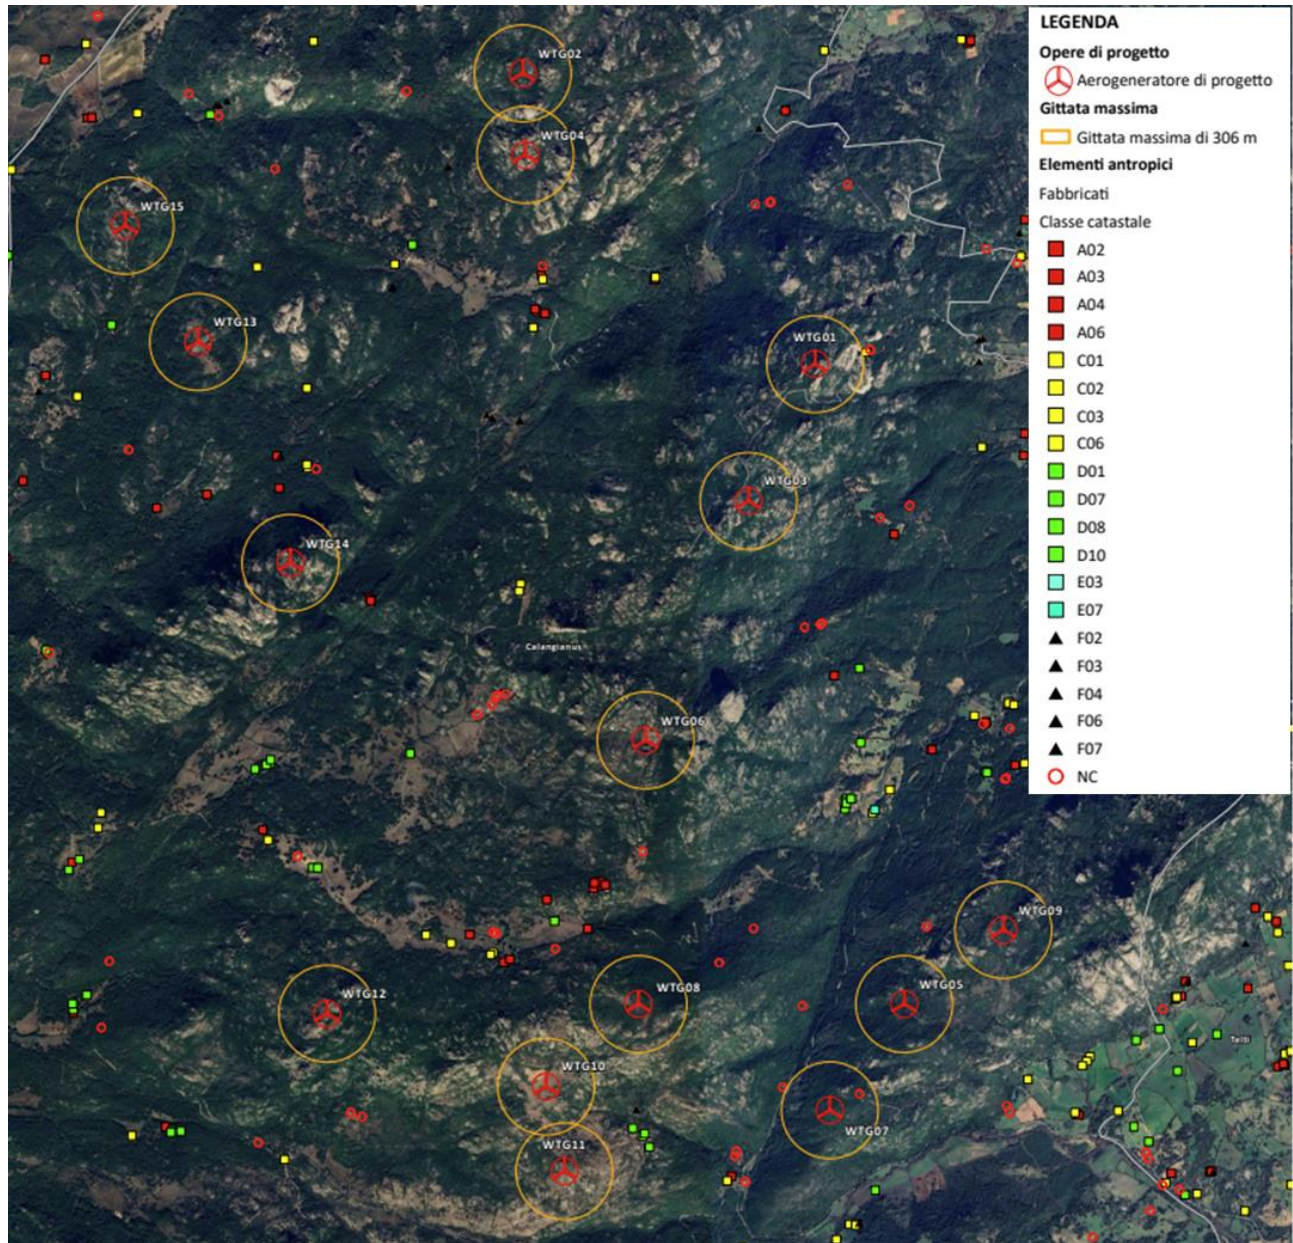 WTG02
WTG04
WTG15
WTG13
WTG01
WTG03
WTG14
Calangianus
WTG06
WTG09
WTG12
WTG08
WTG05
Telti
WTG10
WTG07
WTG11
LEGENDA
Opere di progetto
Aerogeneratore di progetto
Gittata massima
Gittata massima di 306 m
Elementi antropici
Fabbricati
Classe catastale
A02
A03
A04
A06
C01
C02
C03
C06
D01
D07
D08
D10
E03
E07
F02
F03
F04
F06
F07
NC